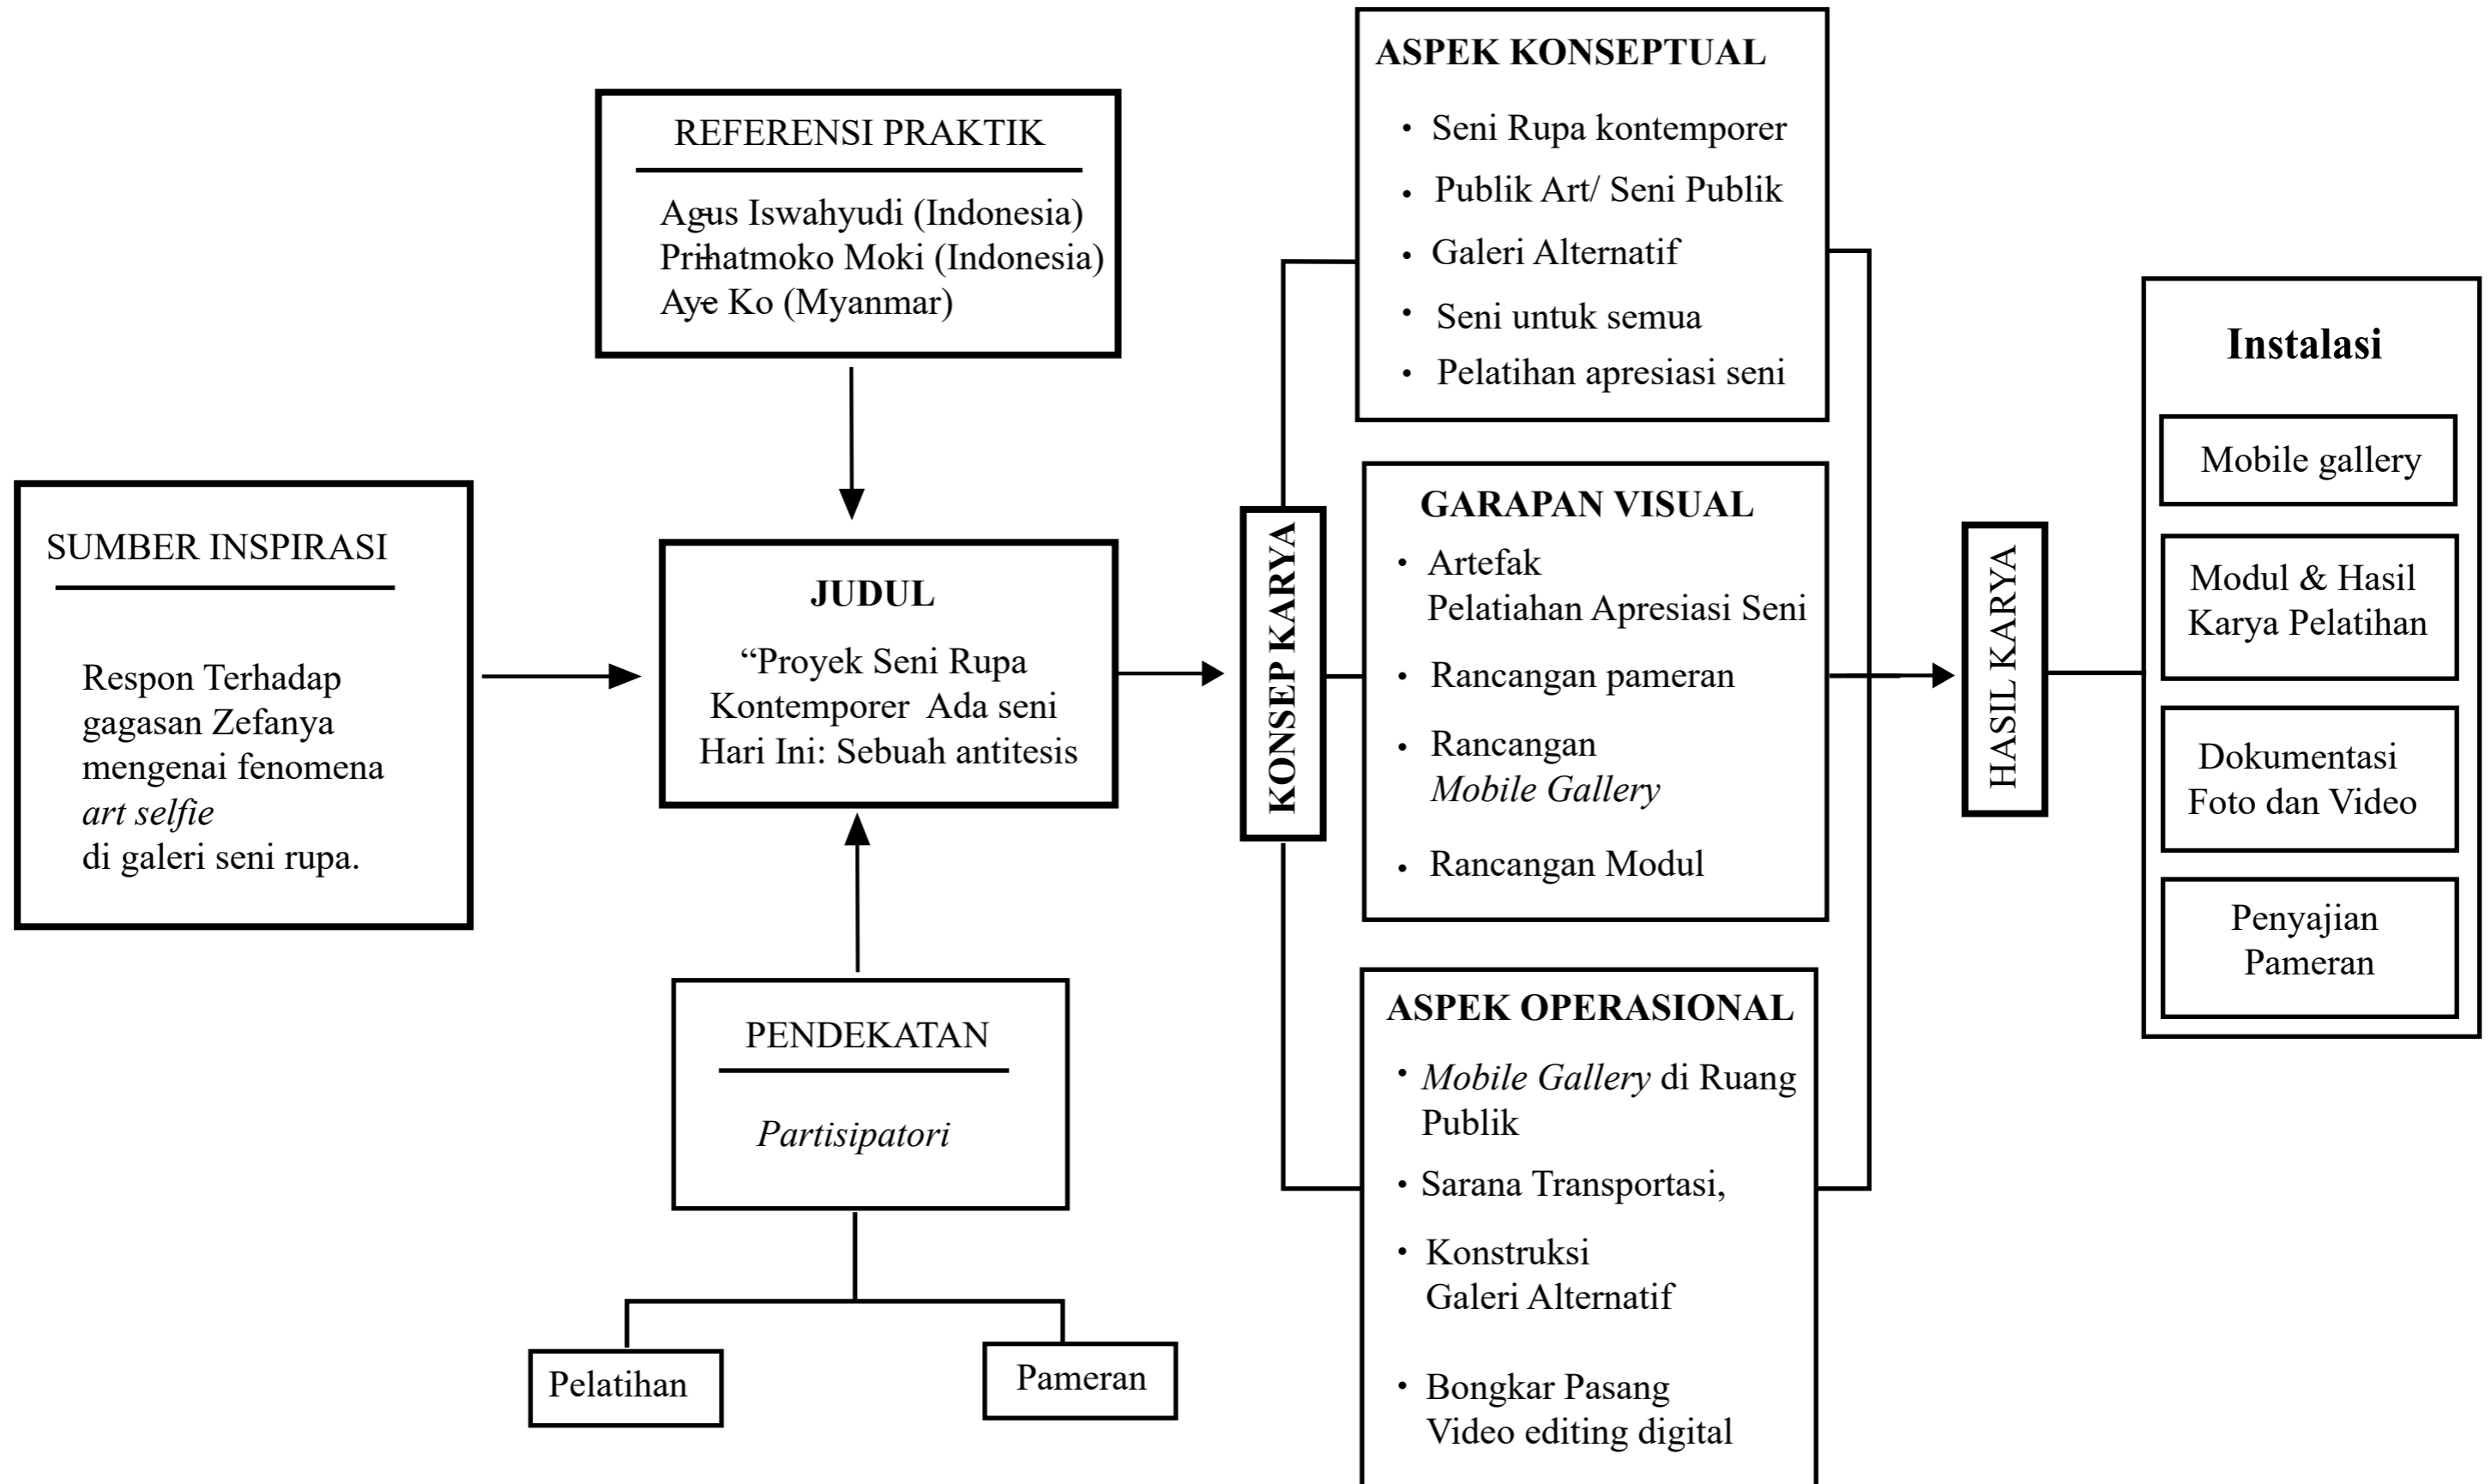 SUMBER INSPIRASI
Respon Terhadap
gagasan Zefanya
mengenai fenomena
art selfie
di galeri seni rupa.
REFERENSI PRAKTIK
Agus Iswahyudi (Indonesia)
Prihatmoko Moki (Indonesia)
Aye Ko (Myanmar)
JUDUL
“Proyek Seni Rupa
Kontemporer Ada seni
Hari Ini: Sebuah antitesis
PENDEKATAN
Partisipatori
Pelatihan
Pameran
KONSEP KARYA
ASPEK KONSEPTUAL
• Seni Rupa kontemporer
• Publik Art/ Seni Publik
• Galeri Alternatif
• Seni untuk semua
• Pelatihan apresiasi seni
GARAPAN VISUAL
• Artefak
Pelatiahan Apresiasi Seni
• Rancangan pameran
• Rancangan
Mobile Gallery
• Rancangan Modul
ASPEK OPERASIONAL
• Mobile Gallery di Ruang
Publik
• Sarana Transportasi,
• Konstruksi
Galeri Alternatif
• Bongkar Pasang
Video editing digital
HASIL KARYA
Instalasi
Mobile gallery
Modul & Hasil
Karya Pelatihan
Dokumentasi
Foto dan Video
Penyajian
Pameran